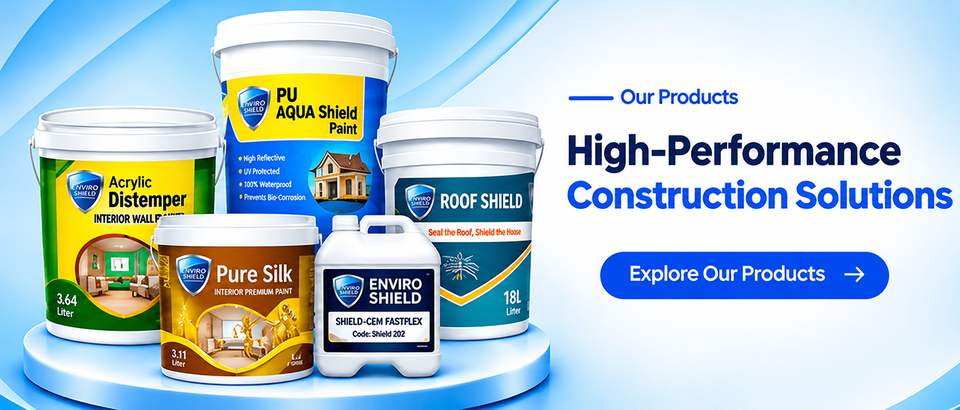 Our Products
High-Performance
Construction Solutions
Explore Our Products
ENVIRO
SHIELD
PU
AQUA Shield
Paint
High Reflective
UV Protected
100% Waterproof
Prevents Bio-Corrosion
ENVIRO
SHIELD
Acrylic
Distemper
INTERIOR WALL
3.64
Liter
ENVIRO
SHIELD
Pure Silk
INTERIOR PREMIUM PAINT
3.11
Liter
ENVIRO
SHIELD
ENVIRO
SHIELD
SHIELD-CEM FASTPLEX
Code: Shield 202
ENVIRO
SHIELD
ROOF SHIELD
Seal the Roof, Shield the House
18L
Liter